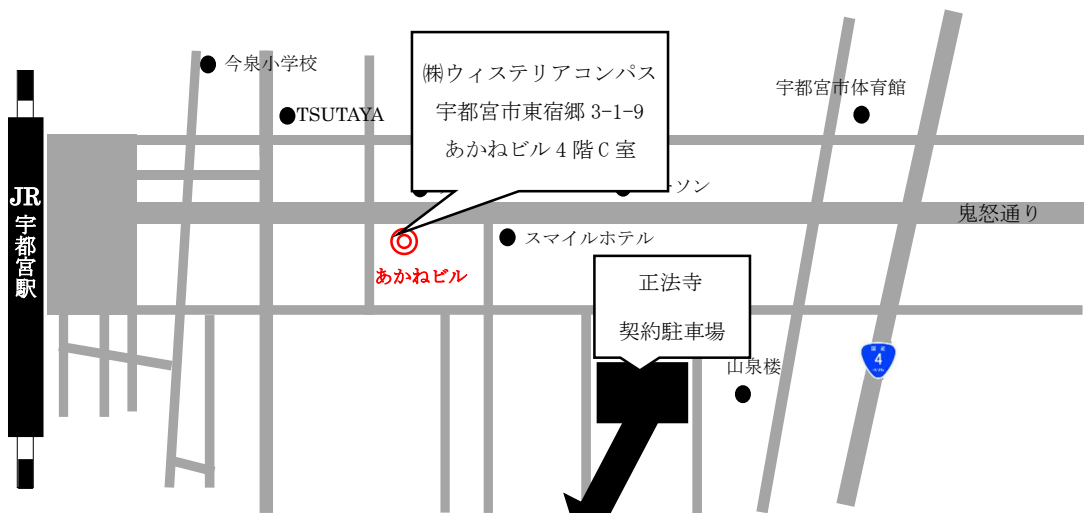 今泉小学校
TSUTAYA
㈱ウィステリアコンパス
宇都宮市東宿郷 3-1-9
あかねビル 4 階 C 室
宇都宮市体育館
JR
宇都宮駅
ーソン
鬼怒通り
スマイルホテル
あかねビル
正法寺
契約駐車場
山泉楼
4